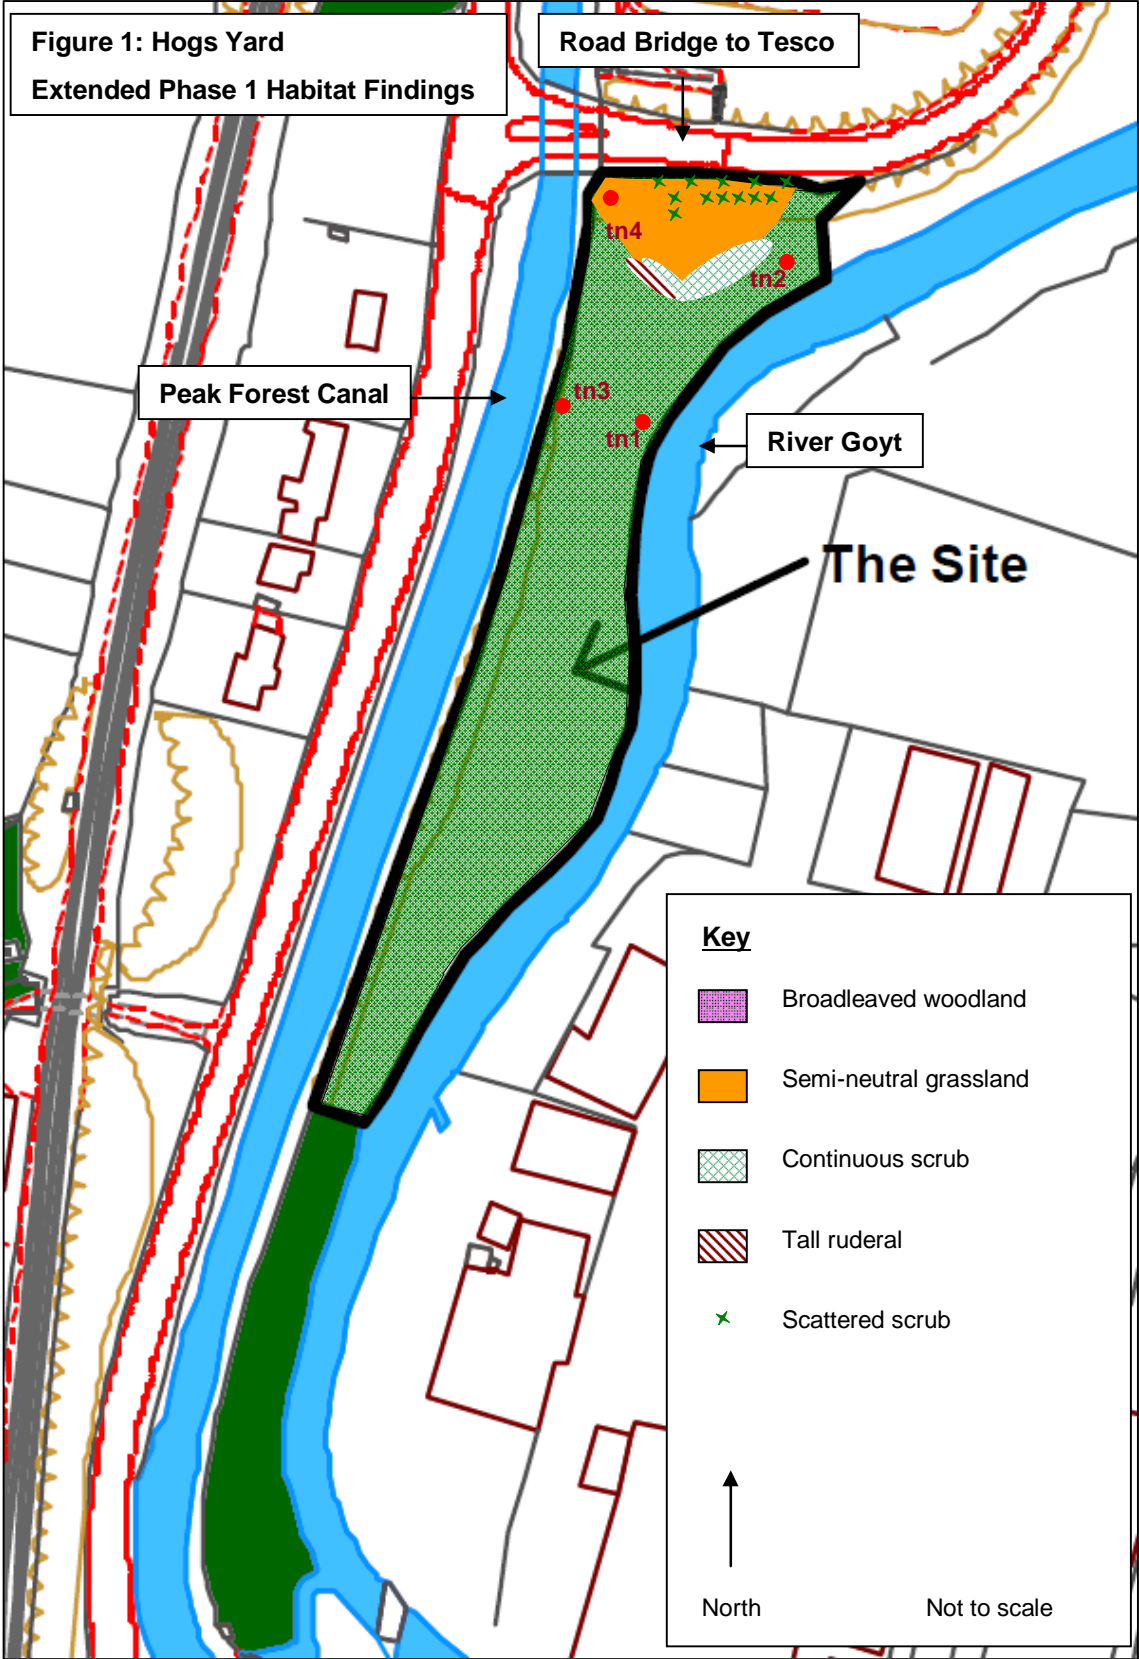 Figure 1: Hogs Yard
Extended Phase 1 Habitat Findings
Road Bridge to Tesco
tn4
tn2
Peak Forest Canal
tn3
tn1
River Goyt
The Site
Key
Broadleaved woodland
Semi-neutral grassland
Continuous scrub
Tall ruderal
Scattered scrub
North
Not to scale